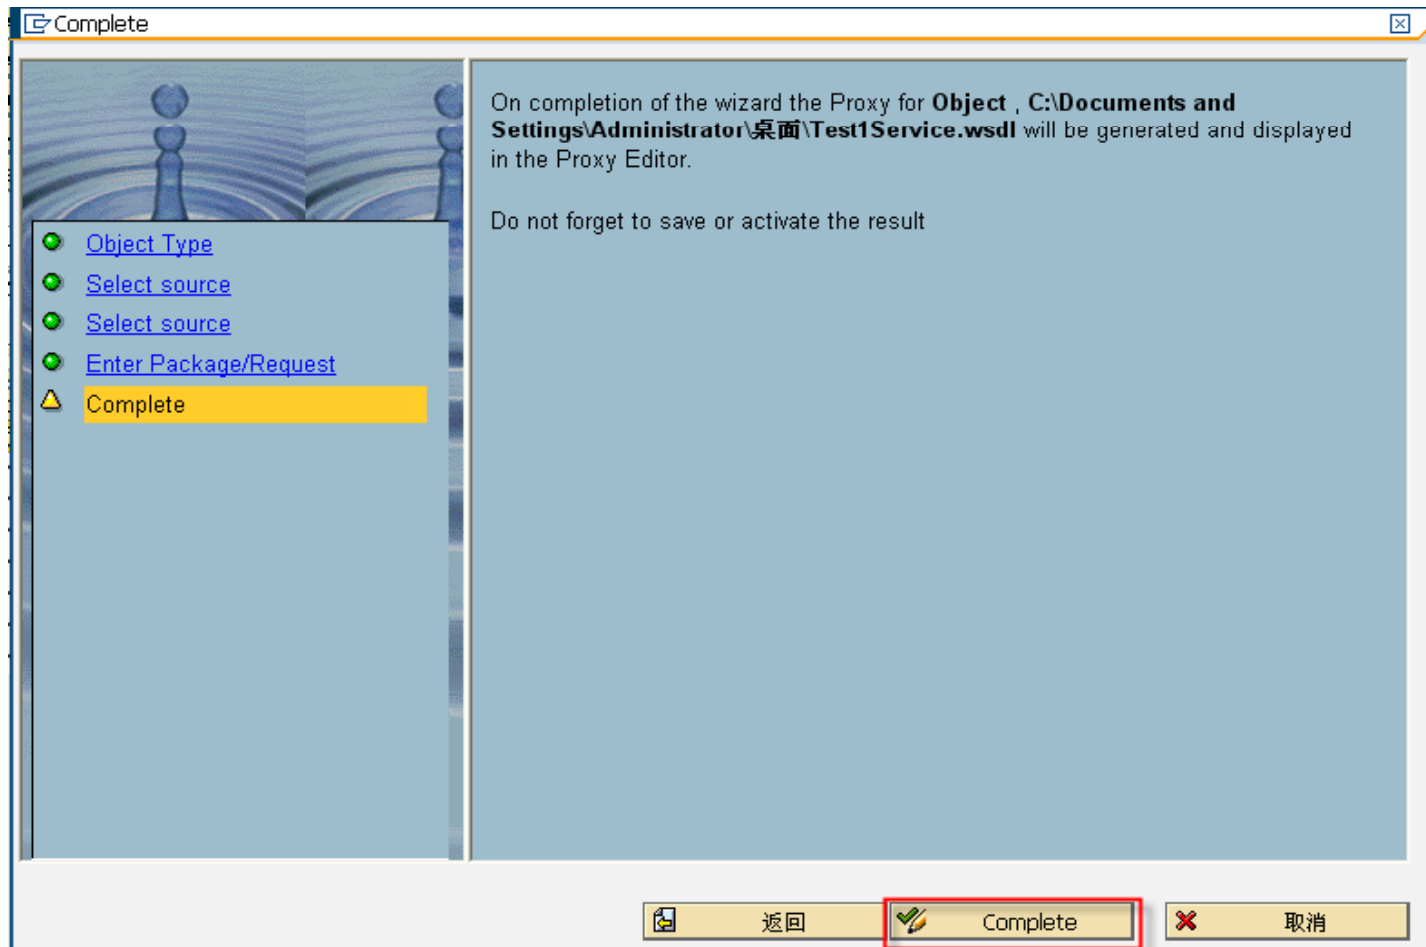 Complete
On completion of the wizard the Proxy for Object , C:\Documents and
Settings\Administrator\桌面\Test1Service.wsdl will be generated and displayed
in the Proxy Editor.
Do not forget to save or activate the result
Object Type
Select source
Select source
Enter Package/Request
Complete
返回
Complete
取消